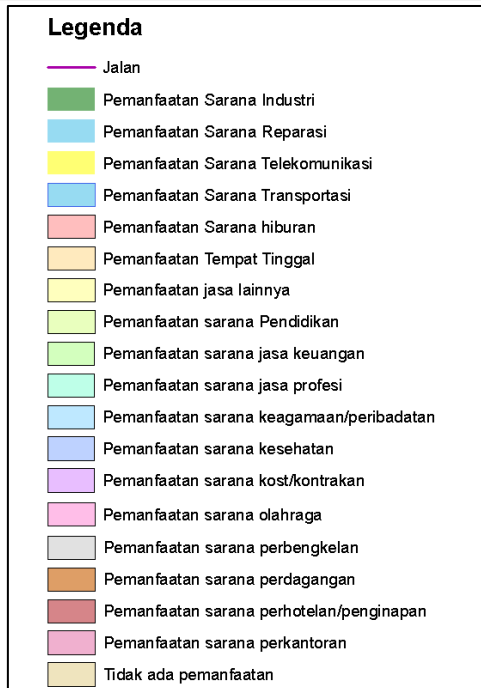 Legenda
Jalan
Pemanfaatan Sarana Industri
Pemanfaatan Sarana Reparasi
Pemanfaatan Sarana Telekomunikasi
Pemanfaatan Sarana Transportasi
Pemanfaatan Sarana hiburan
Pemanfaatan Tempat Tinggal
Pemanfaatan jasa lainnya
Pemanfaatan sarana Pendidikan
Pemanfaatan sarana jasa keuangan
Pemanfaatan sarana jasa profesi
Pemanfaatan sarana keagamaan/peribadatan
Pemanfaatan sarana kesehatan
Pemanfaatan sarana kost/kontrakan
Pemanfaatan sarana olahraga
Pemanfaatan sarana perbengkelan
Pemanfaatan sarana perdagangan
Pemanfaatan sarana perhotelan/penginapan
Pemanfaatan sarana perkantoran
Tidak ada pemanfaatan